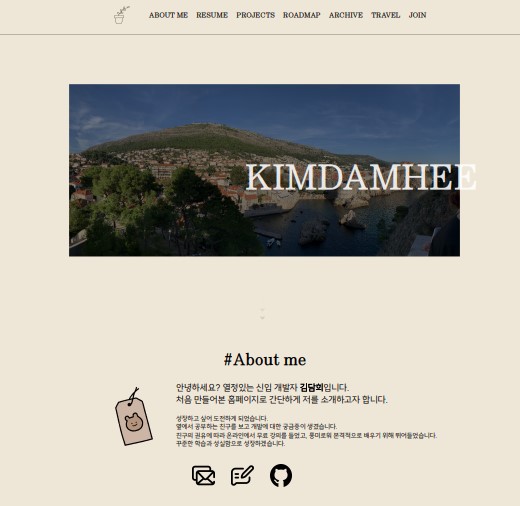 ABOUT ME RESUME PROJECTS ROADMAP ARCHIVE TRAVEL JOIN
KIMDAMHEE
#About me
안녕하세요? 열정있는 신입 개발자 김담희입니다.
처음 만들어본 홈페이지로 간단하게 저를 소개하고자 합니다.
성장하고 싶어 도전하게 되었습니다.
옆에서 공부하는 친구를 보고 개발에 대한 궁금증이 생겼습니다.
친구의 권유에 따라 온라인에서 무료 강의를 들었고, 흥미로워 본격적으로 배우기 위해 뛰어들었습니다.
꾸준한 학습과 성실함으로 성장하겠습니다.